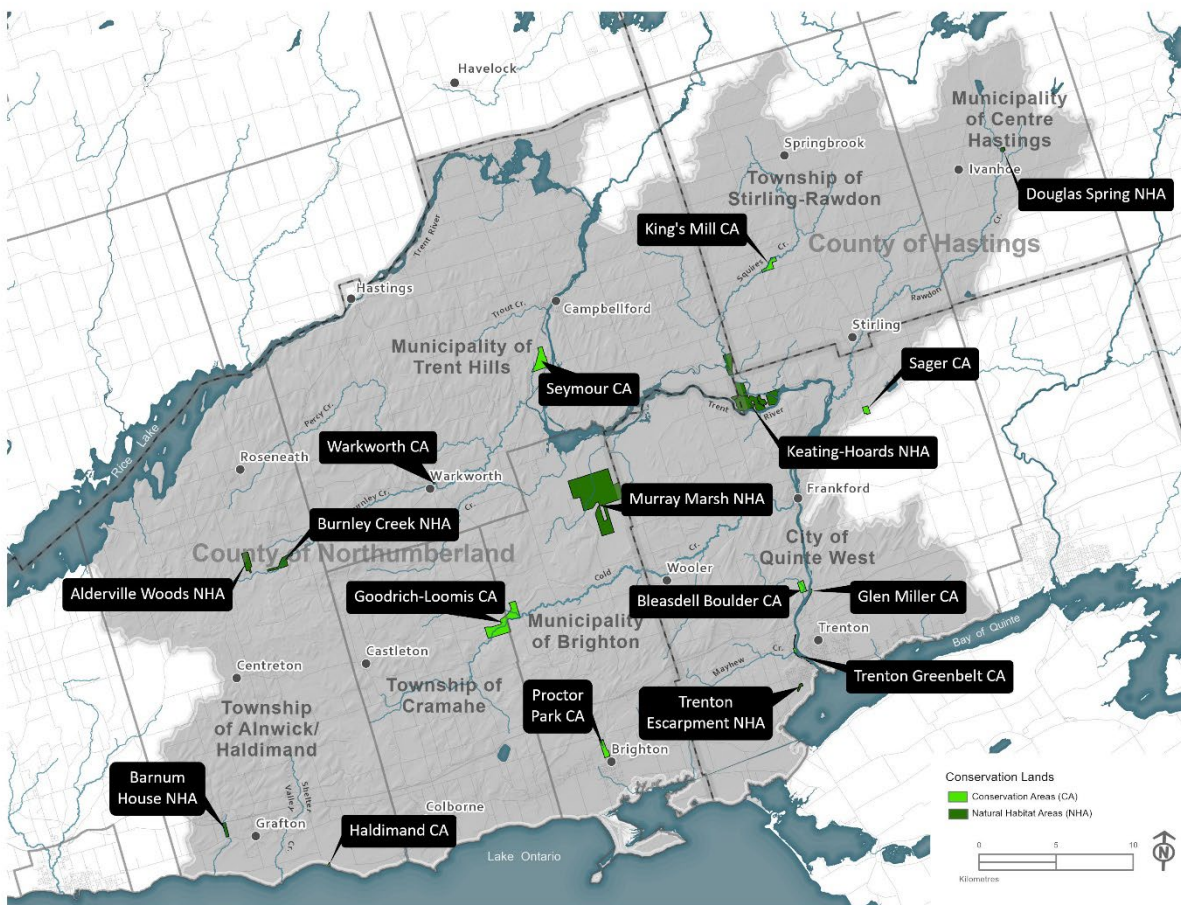 Havelock
Municipality
of Centre
Hastings
Springbrook
Ivanhoe
Township of
Stirling-Rawdon
Douglas Spring NHA
King's Mill CA
County of Hastings
Squires Cr.
Cr.
Rawdon
Trent River
Hastings
Trout Cr.
Campbellford
Stirling
Municipality of
Trent Hills
Seymour CA
Sager CA
Trent
River
Keating-Hoards NHA
Percy Cr.
Rice Lake
Roseneath
Warkworth CA
Warkworth
Cr.
Burnley Creek NHA
Murray Marsh NHA
Frankford
City of
Quinte West
County of Northumberland
Alderville Woods NHA
Goodrich-Loomis CA
Cold
Cr.
Wooler
Bleasdell Boulder CA
Glen Miller CA
Municipality
of Brighton
Trenton
Bay of Quinte
Castleton
Centreton
Mayhew
Cr.
Trenton Greenbelt CA
Township of
Cramahe
Proctor
Park CA
Trenton
Escarpment NHA
Township
of Alnwick/
Haldimand
Brighton
Barnum
House NHA
Shelter
Valley
Cr.
Grafton
Colborne
Haldimand CA
Lake Ontario
Conservation Lands
Conservation Areas (CA)
Natural Habitat Areas (NHA)
0 5 10
Kilometres
N